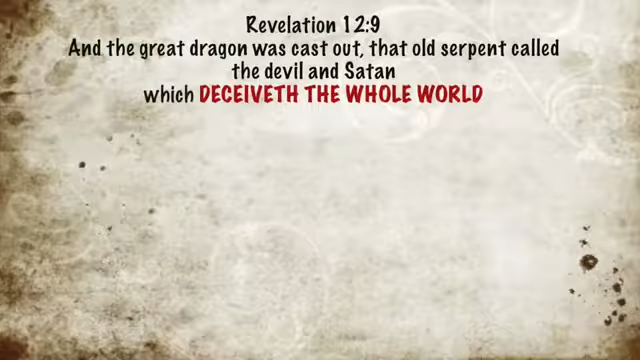 Revelation 12:9
And the great dragon was cast out, that old serpent called
the devil and Satan
which DECEIVETH THE WHOLE WORLD